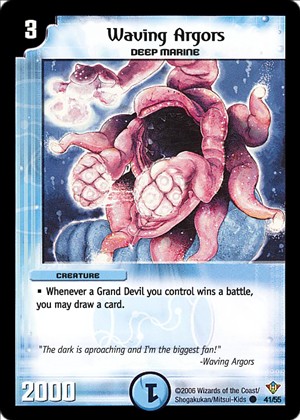 3
Waving Argors
DEEP MARINE
CREATURE
▪ Whenever a Grand Devil you control wins a battle,
you may draw a card.
"The dark is aproaching and I'm the biggest fan!"
-Waving Argors
2000
©2006 Wizards of the Coast/
Shogakukan/Mitsui-Kids ● 41/55